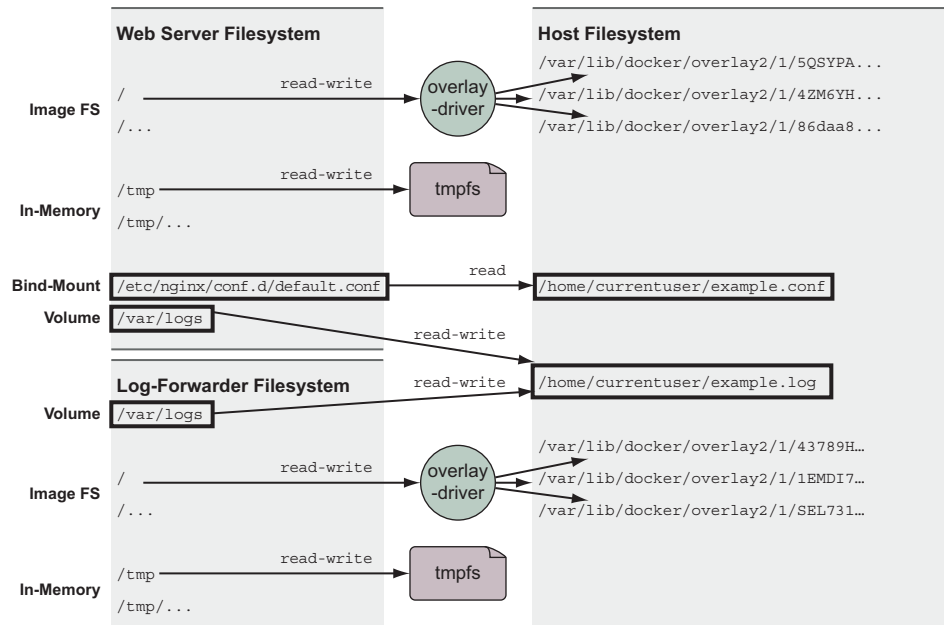 Web Server Filesystem
Host Filesystem
/var/lib/docker/overlay2/1/5QSYPA...
Image FS
/
read-write
overlay
-driver
/var/lib/docker/overlay2/1/4ZM6YH...
/...
/var/lib/docker/overlay2/1/86daa8...
In-Memory
/tmp
read-write
tmpfs
/tmp/...
Bind-Mount
/etc/nginx/conf.d/default.conf
read
/home/currentuser/example.conf
Volume
/var/logs
read-write
Log-Forwarder Filesystem
read-write
/home/currentuser/example.log
Volume
/var/logs
/var/lib/docker/overlay2/1/43789H…
Image FS
/
read-write
overlay
-driver
/var/lib/docker/overlay2/1/1EMDI7…
/...
/var/lib/docker/overlay2/1/SEL731…
In-Memory
/tmp
read-write
tmpfs
/tmp/...